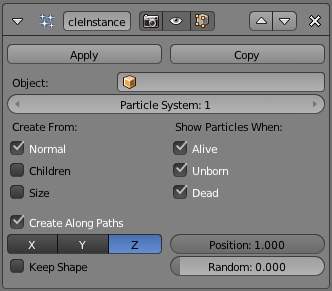 cleInstance
Apply Copy
Object:
Particle System: 1
Create From: Show Particles When:
Normal Alive
Children Unborn
Size Dead
Create Along Paths
X Y Z Position: 1.000
Keep Shape Random: 0.000